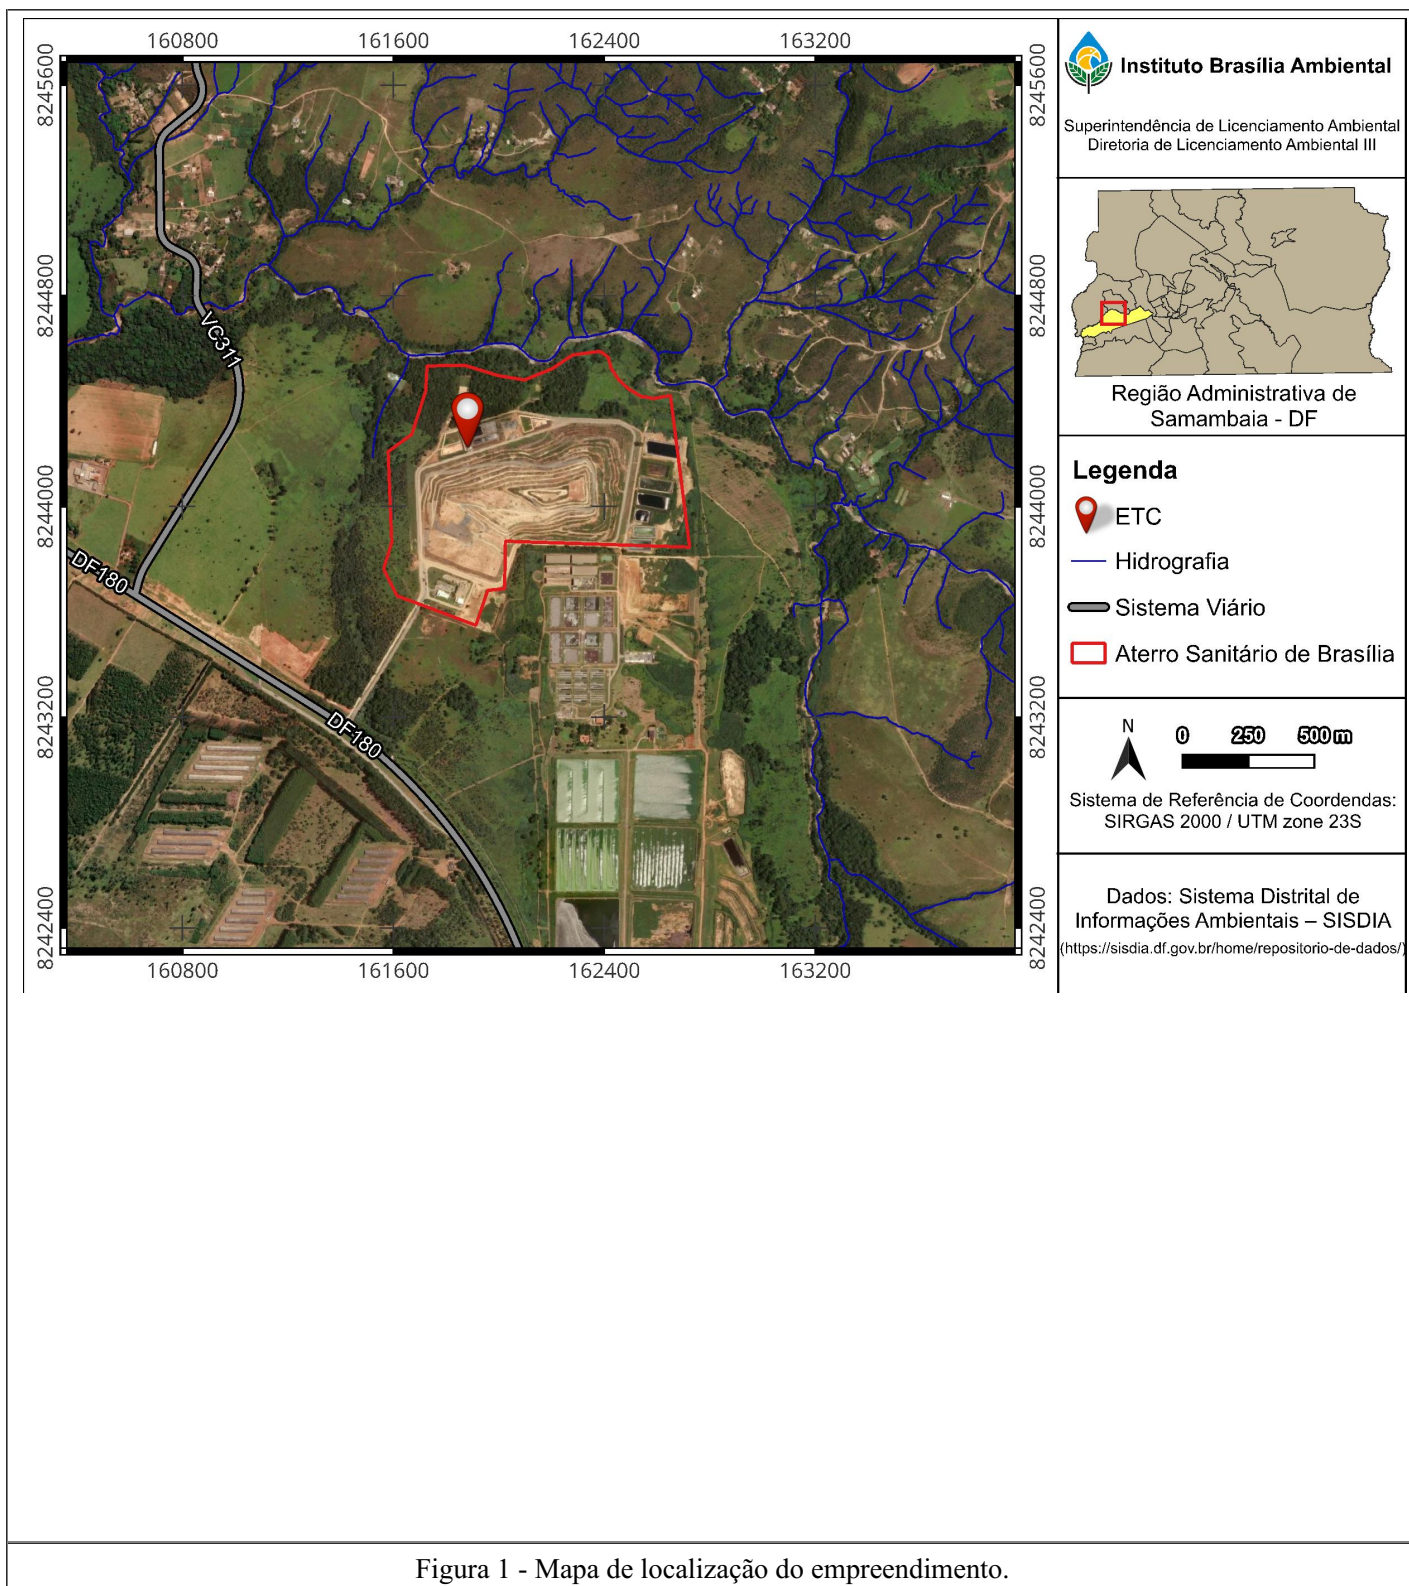 160800 161600 162400 163200
8245600
8244800
8244000
8243200
8242400
VC311
DF180
DF180
8245600
8244800
8244000
8243200
8242400
160800 161600 162400 163200
Instituto Brasília Ambiental
Superintendência de Licenciamento Ambiental
Diretoria de Licenciamento Ambiental III
Região Administrativa de
Samambaia - DF
Legenda
ETC
Hidrografia
Sistema Viário
Aterro Sanitário de Brasília
N
0 250 500 m
Sistema de Referência de Coordendas:
SIRGAS 2000 / UTM zone 23S
Dados: Sistema Distrital de
Informações Ambientais – SISDIA
(https://sisdia.df.gov.br/home/repositorio-de-dados/)
Figura 1 - Mapa de localização do empreendimento.